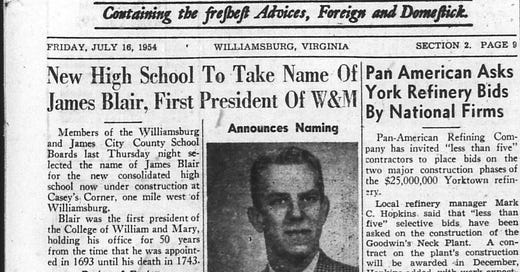 Containing the freshest Advices, Foreign and Domestick.
FRIDAY, JULY 16, 1954
WILLIAMSBURG, VIRGINIA
SECTION 2. PAGE 9
New High School To Take Name Of
James Blair, First President Of W&M
Members of the Williamsburg
and James City County School
Boards last Thursday night se-
lected the name of James Blair
for the new consolidated high
school now under construction at
Casey's Corner, one mile west of
Williamsburg.
Blair was the first president of
the College of William and Mary,
holding his office for 50 years
from the time that he was appoint-
ed in 1693 until his death in 1743.
Announces Naming
Pan American Asks
York Refinery Bids
By National Firms
Pan-American Refining Com-
pany has invited "less than five"
contractors to place bids on the
two major construction phases of
the $25,000,000 Yorktown refin-
ery.
Local refinery manager Mark
C. Hopkins said that "less than
five" selective bids have been
asked on the construction of the
Goodwin's Neck Plant. A con-
tract on the plant's construction
will be awarded in December,